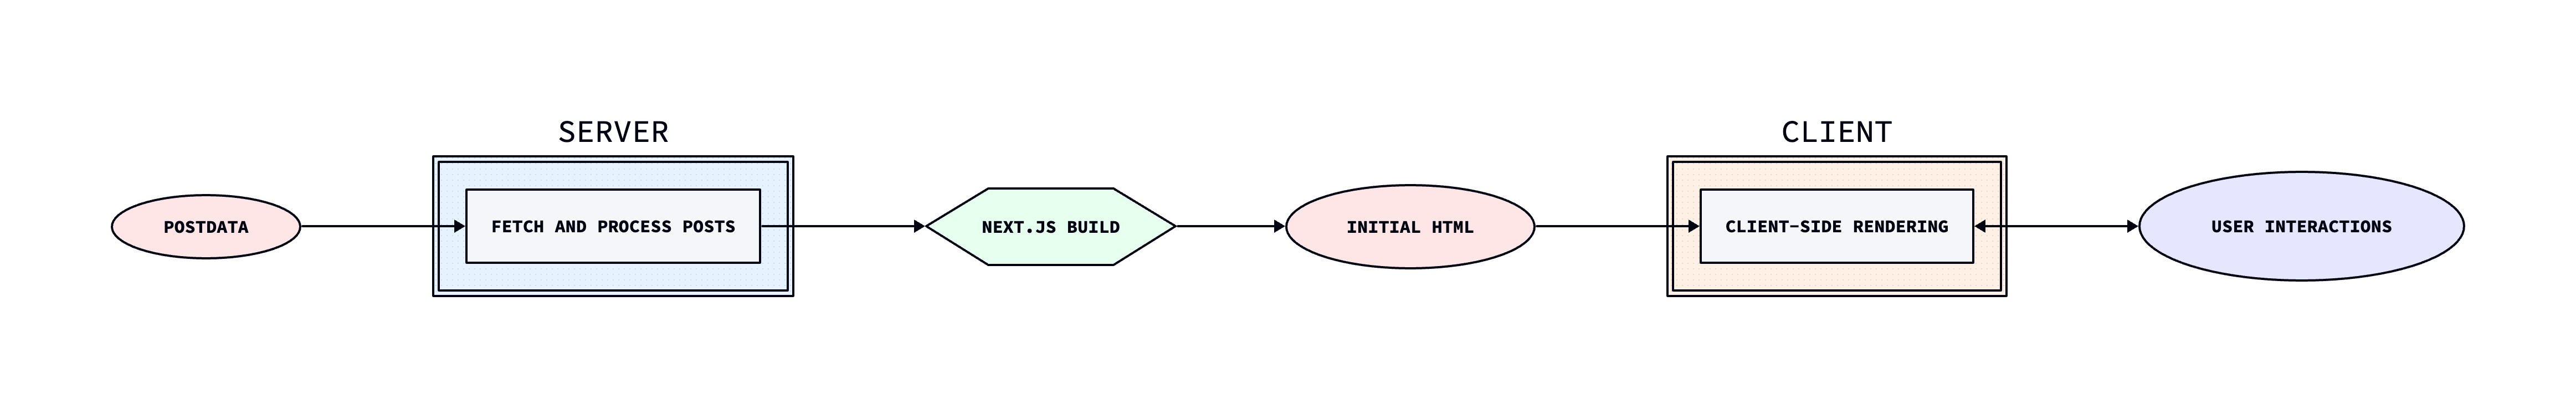 SERVER
CLIENT
POSTDATA
FETCH AND PROCESS POSTS
NEXT.JS BUILD
INITIAL HTML
CLIENT-SIDE RENDERING
USER INTERACTIONS